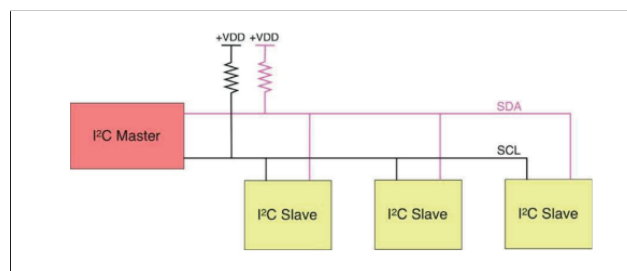 +VDD +VDD
SDA
I²C Master
SCL
I²C Slave I²C Slave I²C Slave